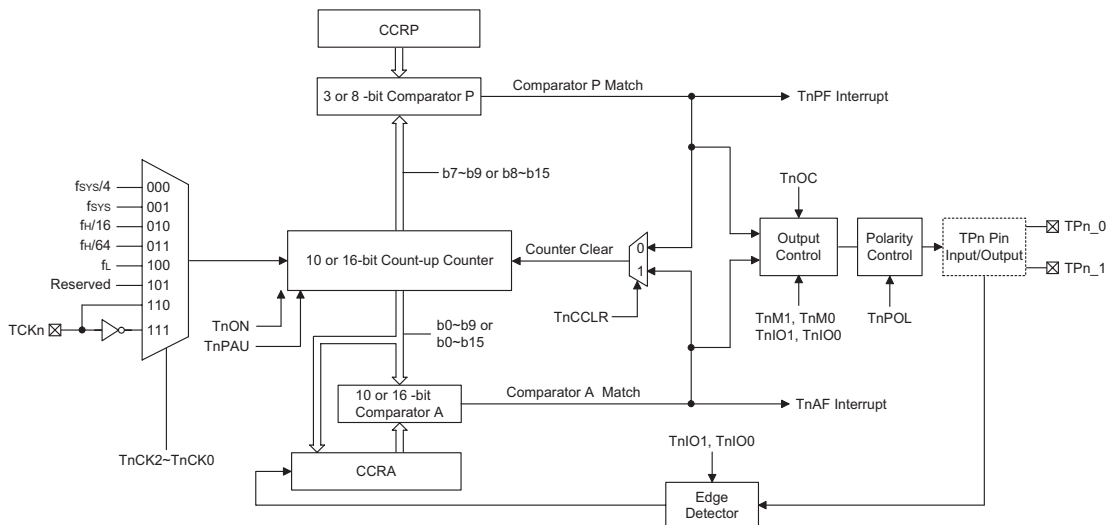 CCRP
3 or 8 -bit Comparator P
Comparator P Match
TnPF Interrupt
b7~b9 or b8~b15
fSYS/4
000
fSYS
001
fH/16
010
fH/64
011
fL
100
Reserved
101
110
111
TCKn
TnCK2~TnCK0
10 or 16-bit Count-up Counter
TnON
TnPAU
Counter Clear
0
1
TnCCLR
TnOC
Output
Control
TnM1, TnM0
TnIO1, TnIO0
Polarity
Control
TnPOL
TPn Pin
Input/Output
TPn_0
TPn_1
b0~b9 or
b0~b15
10 or 16 -bit
Comparator A
Comparator A Match
TnAF Interrupt
CCRA
TnIO1, TnIO0
Edge
Detector